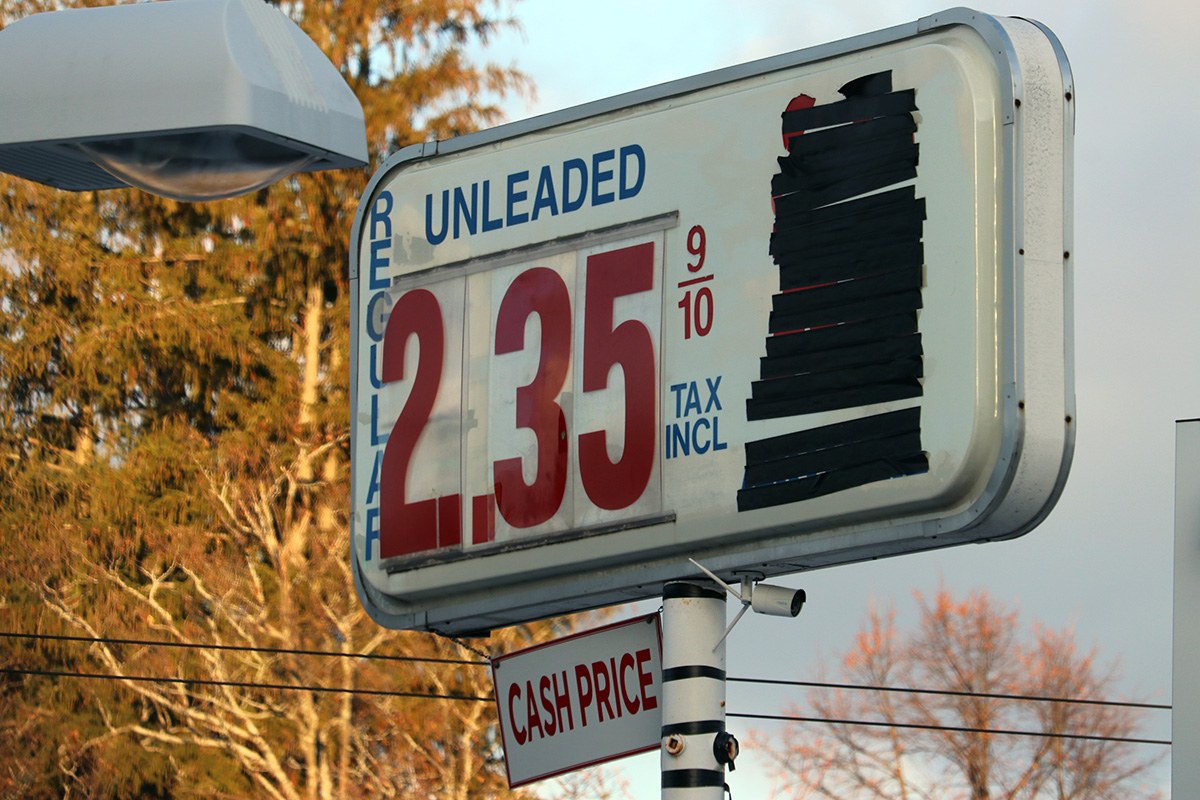 REGULAR
UNLEADED
2.35 9/10
TAX
INCL
CASH PRICE